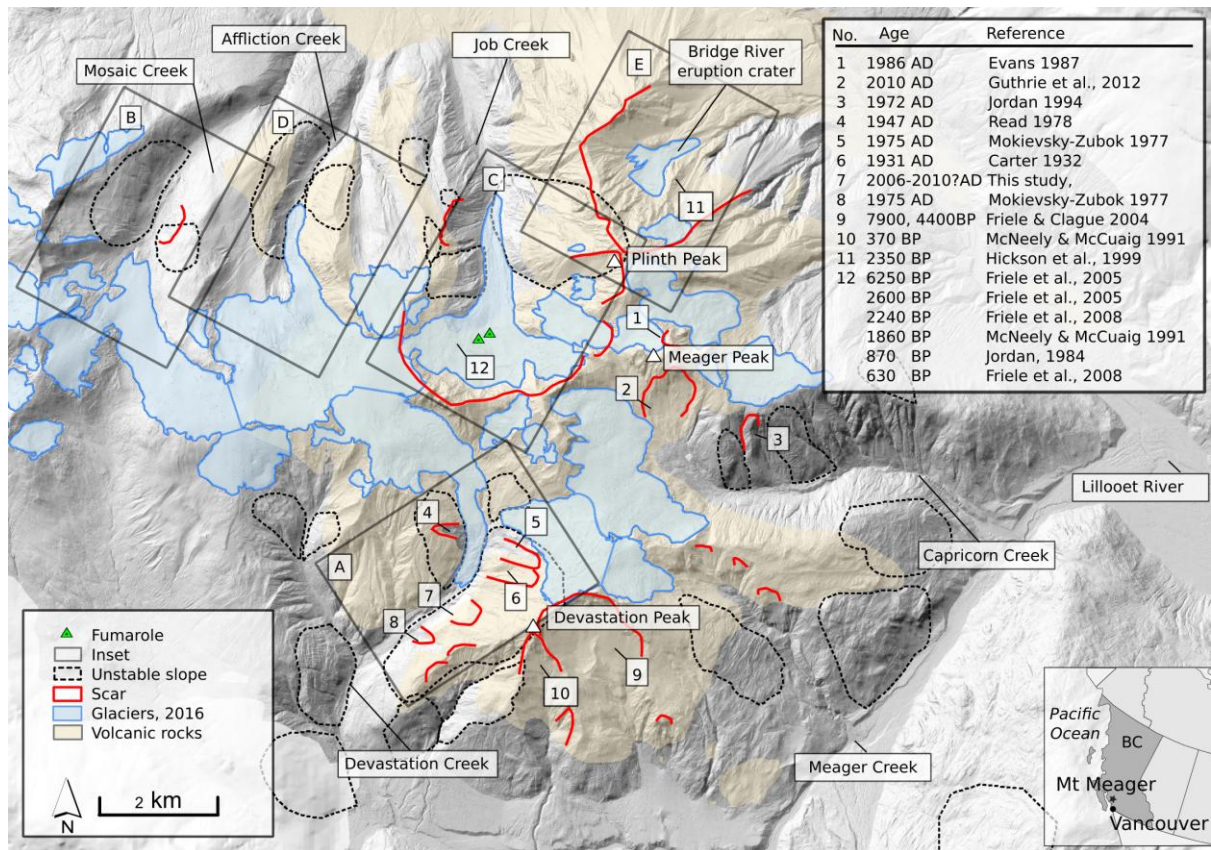 Affliction Creek
Mosaic Creek
Job Creek
Bridge River
eruption crater
B
D
C
E
11
Plinth Peak
1
Meager Peak
12
2
3
Lillooet River
Capricorn Creek
4
5
A
7
6
8
Devastation Peak
9
10
Devastation Creek
Meager Creek
No. Age Reference
1 1986 AD Evans 1987
2 2010 AD Guthrie et al., 2012
3 1972 AD Jordan 1994
4 1947 AD Read 1978
5 1975 AD Mokievsky-Zubok 1977
6 1931 AD Carter 1932
7 2006-2010?AD This study,
8 1975 AD Mokievsky-Zubok 1977
9 7900, 4400BP Friele & Clague 2004
10 370 BP McNeely & McCuaig 1991
11 2350 BP Hickson et al., 1999
12 6250 BP Friele et al., 2005
2600 BP Friele et al., 2005
2240 BP Friele et al., 2008
1860 BP McNeely & McCuaig 1991
870 BP Jordan, 1984
630 BP Friele et al., 2008
Fumarole
Inset
Unstable slope
Scar
Glaciers, 2016
Volcanic rocks
N
2 km
Pacific
Ocean
BC
Mt Meager
Vancouver